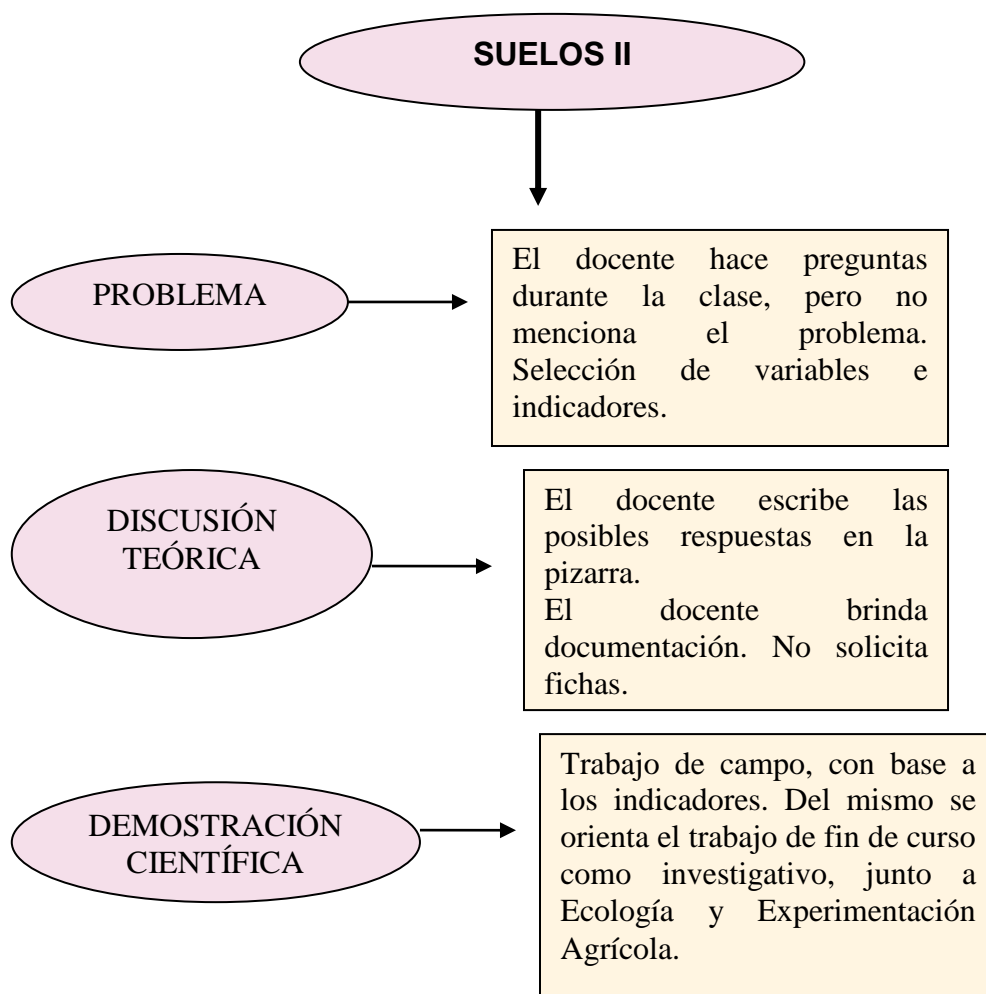 SUELOS II
PROBLEMA
El docente hace preguntas
durante la clase, pero no
menciona el problema.
Selección de variables e
indicadores.
DISCUSIÓN
TEÓRICA
El docente escribe las
posibles respuestas en la
pizarra.
El docente brinda
documentación. No solicita
fichas.
DEMOSTRACIÓN
CIENTÍFICA
Trabajo de campo, con base a
los indicadores. Del mismo se
orienta el trabajo de fin de curso
como investigativo, junto a
Ecología y Experimentación
Agrícola.